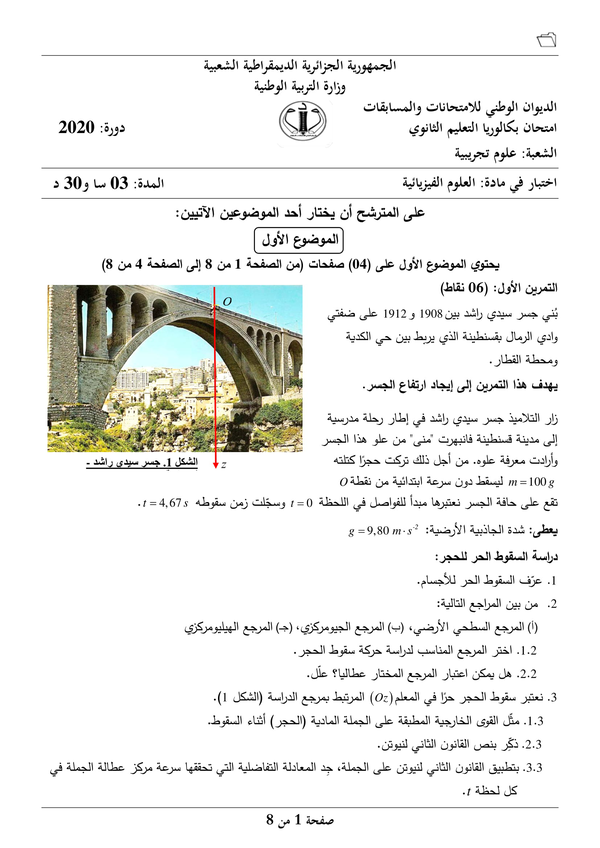 الجمهورية الجزائرية الديمقراطية الشعبية
وزارة التربية الوطنية
الديوان الوطني للامتحانات والمسابقات
امتحان بكالوريا التعليم الثانوي
دورة: 2020
الشعبة: علوم تجريبية
اختبار في مادة: العلوم الفيزيائية
المدة: 03 سا و30 د
على المترشح أن يختار أحد الموضوعين الآتيين:
الموضوع الأول
يحتوي الموضوع الأول على (04) صفحات (من الصفحة 1 من 8 إلى الصفحة 4 من 8)
التمرين الأول: (06 نقاط)
بُني جسر سيدي راشد بين 1908 و 1912 على ضفتي
وادي الرمال بقسنطينة الذي يربط بين حي الكدية
ومحطة القطار.
يهدف هذا التمرين إلى إيجاد ارتفاع الجسر.
زار التلاميذ جسر سيدي راشد في إطار رحلة مدرسية
إلى مدينة قسنطينة فانبهرت "منى" من علو هذا الجسر
وأرادت معرفة علوه. من أجل ذلك تركت حجرًا كتلته
m = 100 g ليسقط دون سرعة ابتدائية من نقطة O
O
z
الشكل 1. جسر سيدي راشد -
تقع على حافة الجسر نعتبرها مبدأ للفواصل في اللحظة t = 0 وسجّلت زمن سقوطه t = 4,67 s.
يعطى: شدة الجاذبية الأرضية: g = 9,80 m·s⁻²
دراسة السقوط الحر للحجر:
1. عرّف السقوط الحر للأجسام.
2. من بين المراجع التالية:
(أ) المرجع السطحي الأرضي، (ب) المرجع الجيومركزي، (جـ) المرجع الهيليومركزي
1.2. اختر المرجع المناسب لدراسة حركة سقوط الحجر.
2.2. هل يمكن اعتبار المرجع المختار عطاليا؟ علّل.
3. نعتبر سقوط الحجر حرًا في المعلم (Oz) المرتبط بمرجع الدراسة (الشكل 1).
1.3. مثّل القوى الخارجية المطبقة على الجملة المادية (الحجر) أثناء السقوط.
2.3. ذكّر بنص القانون الثاني لنيوتن.
3.3. بتطبيق القانون الثاني لنيوتن على الجملة، جد المعادلة التفاضلية التي تحققها سرعة مركز عطالة الجملة في
كل لحظة t.
صفحة 1 من 8